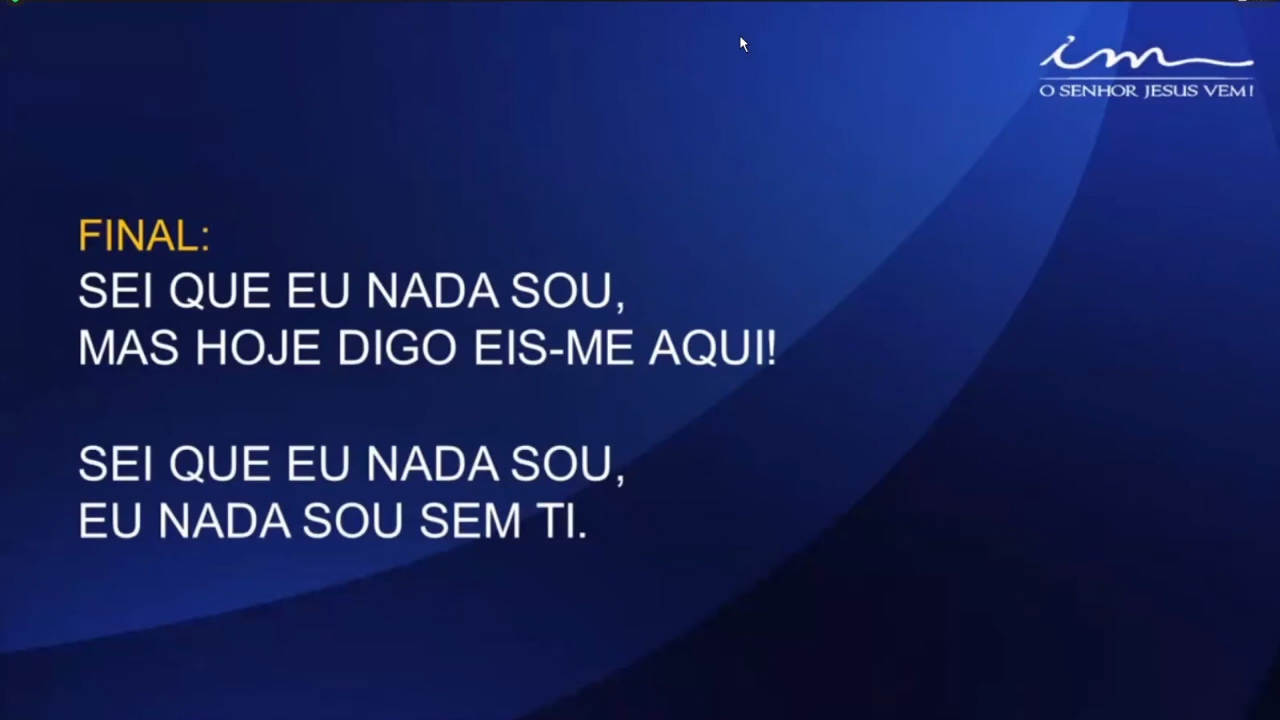 im
O SENHOR JESUS VEM!
FINAL:
SEI QUE EU NADA SOU,
MAS HOJE DIGO EIS-ME AQUI!
SEI QUE EU NADA SOU,
EU NADA SOU SEM TI.